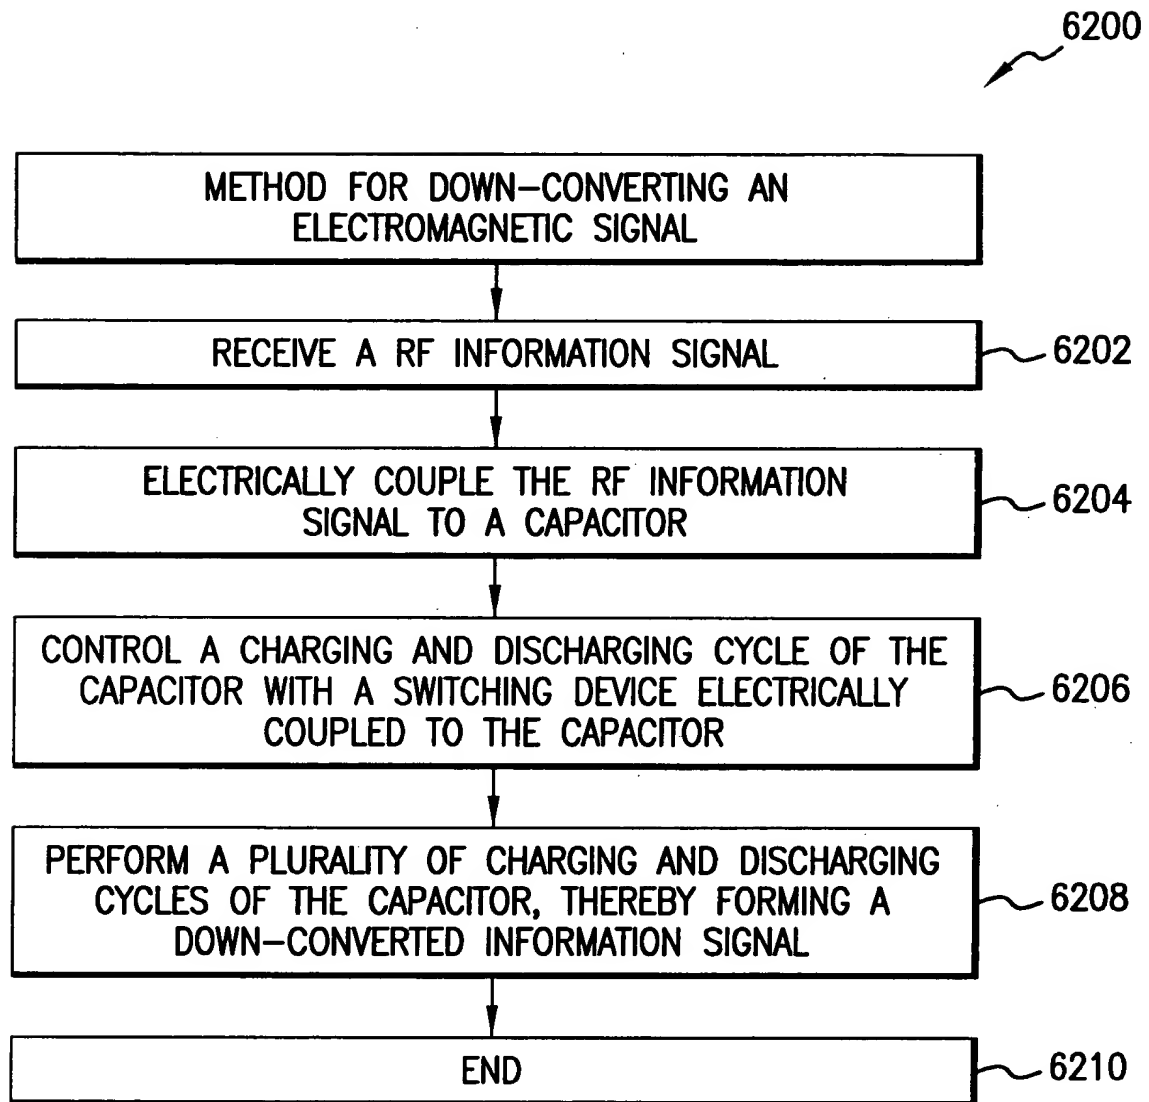 6200
METHOD FOR DOWN-CONVERTING AN
ELECTROMAGNETIC SIGNAL
RECEIVE A RF INFORMATION SIGNAL
6202
ELECTRICALLY COUPLE THE RF INFORMATION
SIGNAL TO A CAPACITOR
6204
CONTROL A CHARGING AND DISCHARGING CYCLE OF THE
CAPACITOR WITH A SWITCHING DEVICE ELECTRICALLY
COUPLED TO THE CAPACITOR
6206
PERFORM A PLURALITY OF CHARGING AND DISCHARGING
CYCLES OF THE CAPACITOR, THEREBY FORMING A
DOWN-CONVERTED INFORMATION SIGNAL
6208
END
6210